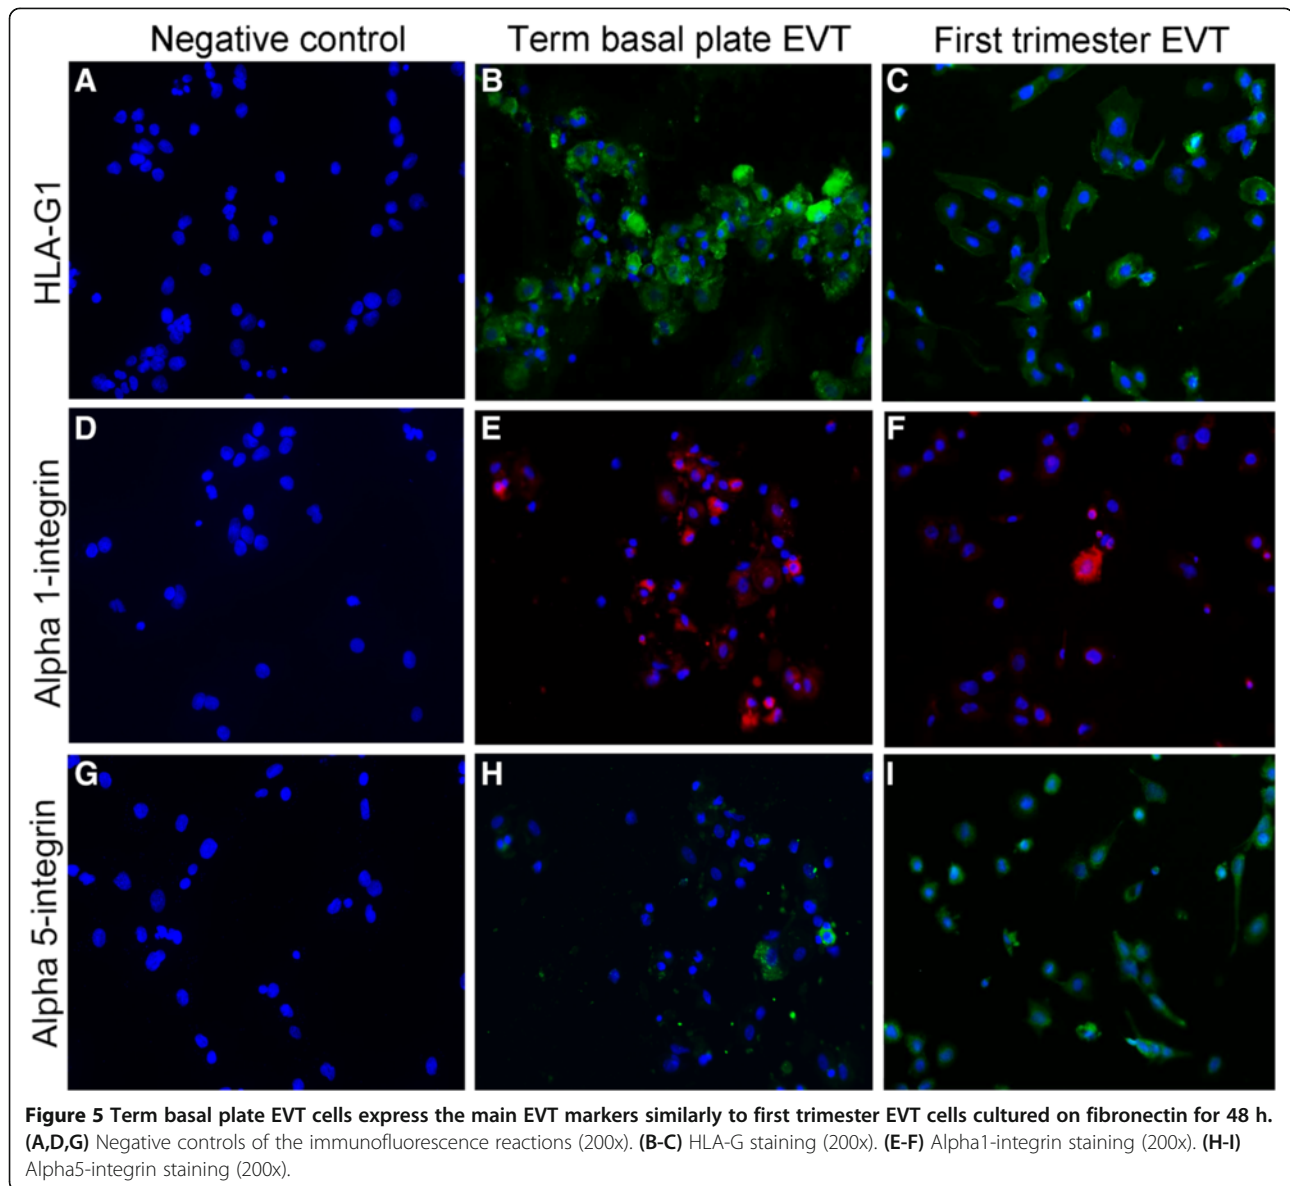 Negative control
Term basal plate EVT
First trimester EVT
HLA-G1
A
B
C
Alpha 1-integrin
D
E
F
Alpha 5-integrin
G
H
I
Figure 5 Term basal plate EVT cells express the main EVT markers similarly to first trimester EVT cells cultured on fibronectin for 48 h.
(A,D,G) Negative controls of the immunofluorescence reactions (200x). (B-C) HLA-G staining (200x). (E-F) Alpha1-integrin staining (200x). (H-I)
Alpha5-integrin staining (200x).